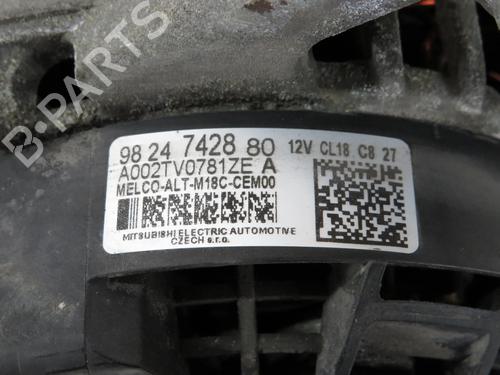 98 24 7428 80 12V CL18 C8 27
A002TV0781ZE A
MELCO-ALT-M18C-CEM00
MITSUBISHI ELECTRIC AUTOMOTIVE
CZECH s.r.o.
B-PARTS